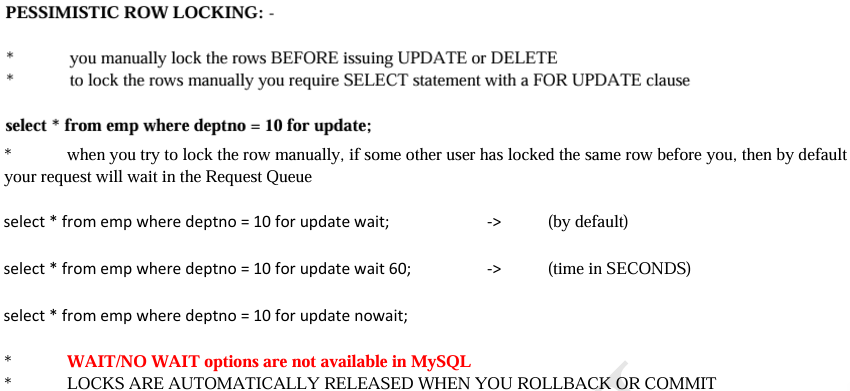 PESSIMISTIC ROW LOCKING: -
* you manually lock the rows BEFORE issuing UPDATE or DELETE
* to lock the rows manually you require SELECT statement with a FOR UPDATE clause
select * from emp where deptno = 10 for update;
* when you try to lock the row manually, if some other user has locked the same row before you, then by default
your request will wait in the Request Queue
select * from emp where deptno = 10 for update wait; -> (by default)
select * from emp where deptno = 10 for update wait 60; -> (time in SECONDS)
select * from emp where deptno = 10 for update nowait;
* WAIT/NO WAIT options are not available in MySQL
* LOCKS ARE AUTOMATICALLY RELEASED WHEN YOU ROLLBACK OR COMMIT